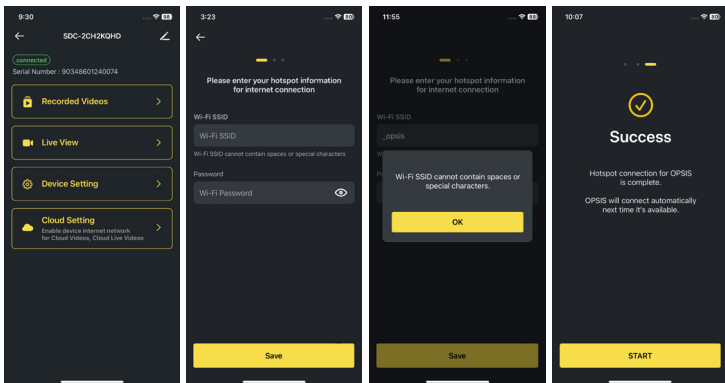 9:30
98
SDC-2CH2KQHD
connected
Serial Number : 90348601240074
Recorded Videos
Live View
Device Setting
Cloud Setting
Enable device internet network
for Cloud Videos, Cloud Live Videos
3:23
80
Please enter your hotspot information
for internet connection
Wi-Fi SSID
Wi-Fi SSID
Wi-Fi SSID cannot contain spaces or special characters
Password
Wi-Fi Password
Save
11:55
80
Please enter your hotspot information
for internet connection
Wi-Fi SSID
_opsis
Wi-Fi SSID cannot contain spaces or
special characters.
OK
Save
10:07
80
Success
Hotspot connection for OPSIS
is complete.
OPSIS will connect automatically
next time it's available.
START